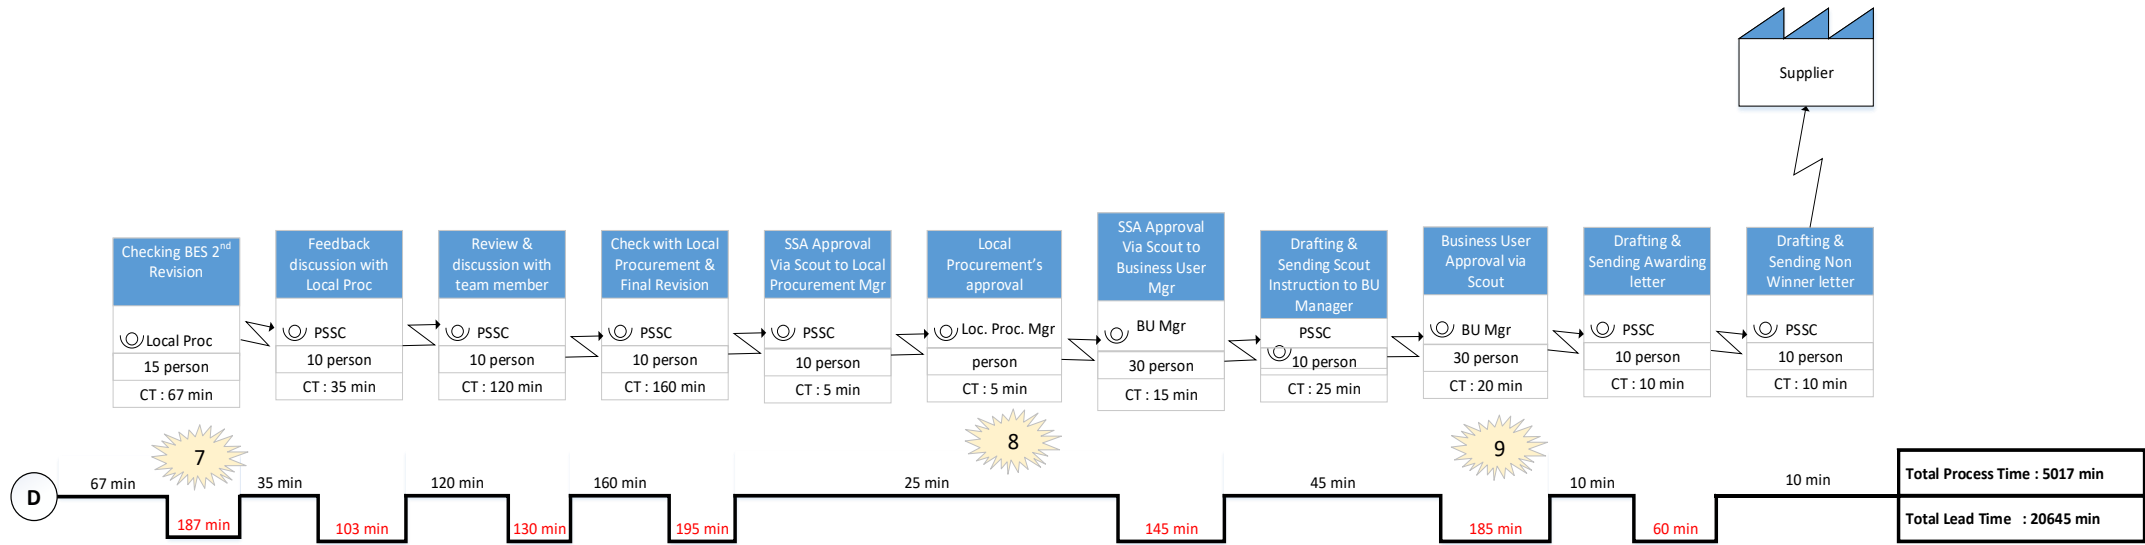 Supplier
Checking BES 2nd
Revision
Local Proc
15 person
CT : 67 min
Feedback
discussion with
Local Proc
PSSC
10 person
CT : 35 min
Review &
discussion with
team member
PSSC
10 person
CT : 120 min
Check with Local
Procurement &
Final Revision
PSSC
10 person
CT : 160 min
SSA Approval
Via Scout to Local
Procurement Mgr
PSSC
10 person
CT : 5 min
Local
Procurement's
approval
Loc. Proc. Mgr
person
CT : 5 min
SSA Approval
Via Scout to
Business User
Mgr
BU Mgr
30 person
CT : 15 min
Drafting &
Sending Scout
Instruction to BU
Manager
PSSC
10 person
CT : 25 min
Business User
Approval via
Scout
BU Mgr
30 person
CT : 20 min
Drafting &
Sending Awarding
letter
PSSC
10 person
CT : 10 min
Drafting &
Sending Non
Winner letter
PSSC
10 person
CT : 10 min
7
8
9
D
67 min
187 min
35 min
103 min
120 min
130 min
160 min
195 min
25 min
145 min
45 min
185 min
10 min
60 min
10 min
Total Process Time : 5017 min
Total Lead Time : 20645 min